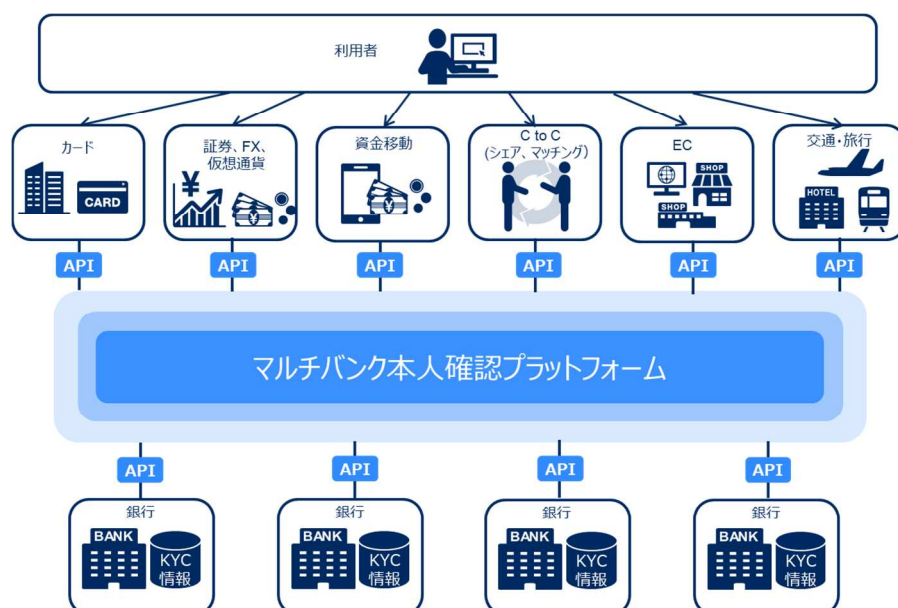 利用者
カード
CARD
証券、FX、
仮想通貨
¥
¥
資金移動
¥
C to C
(シェア、マッチング)
EC
SHOP
SHOP
交通・旅行
HOTEL
API
API
API
API
API
API
マルチバンク本人確認プラットフォーム
API
API
API
API
銀行
BANK
KYC
情報
銀行
BANK
KYC
情報
銀行
BANK
KYC
情報
銀行
BANK
KYC
情報